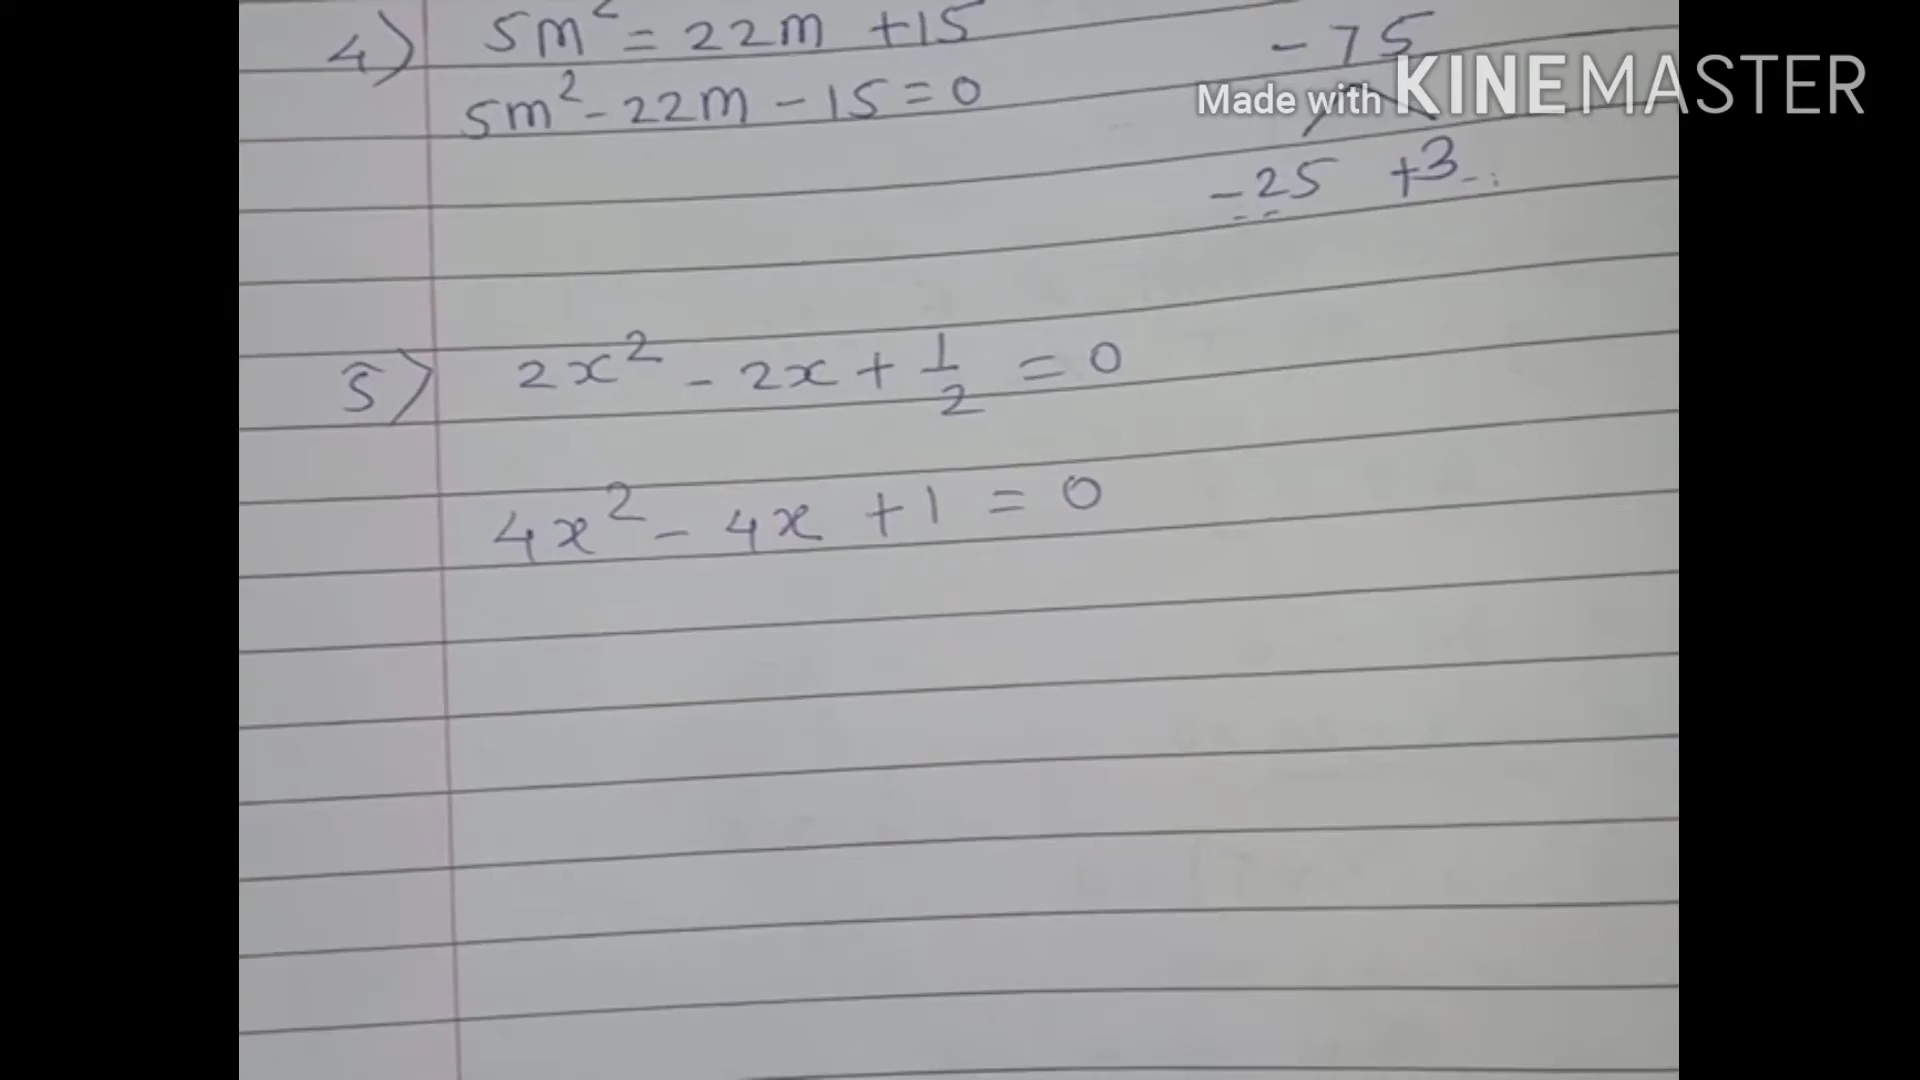 4) 5m² = 22m + 15
5m² - 22m - 15 = 0
- 75
- 25 + 3
Made with KINEMASTER
5) 2x² - 2x + 1/2 = 0
4x² - 4x + 1 = 0